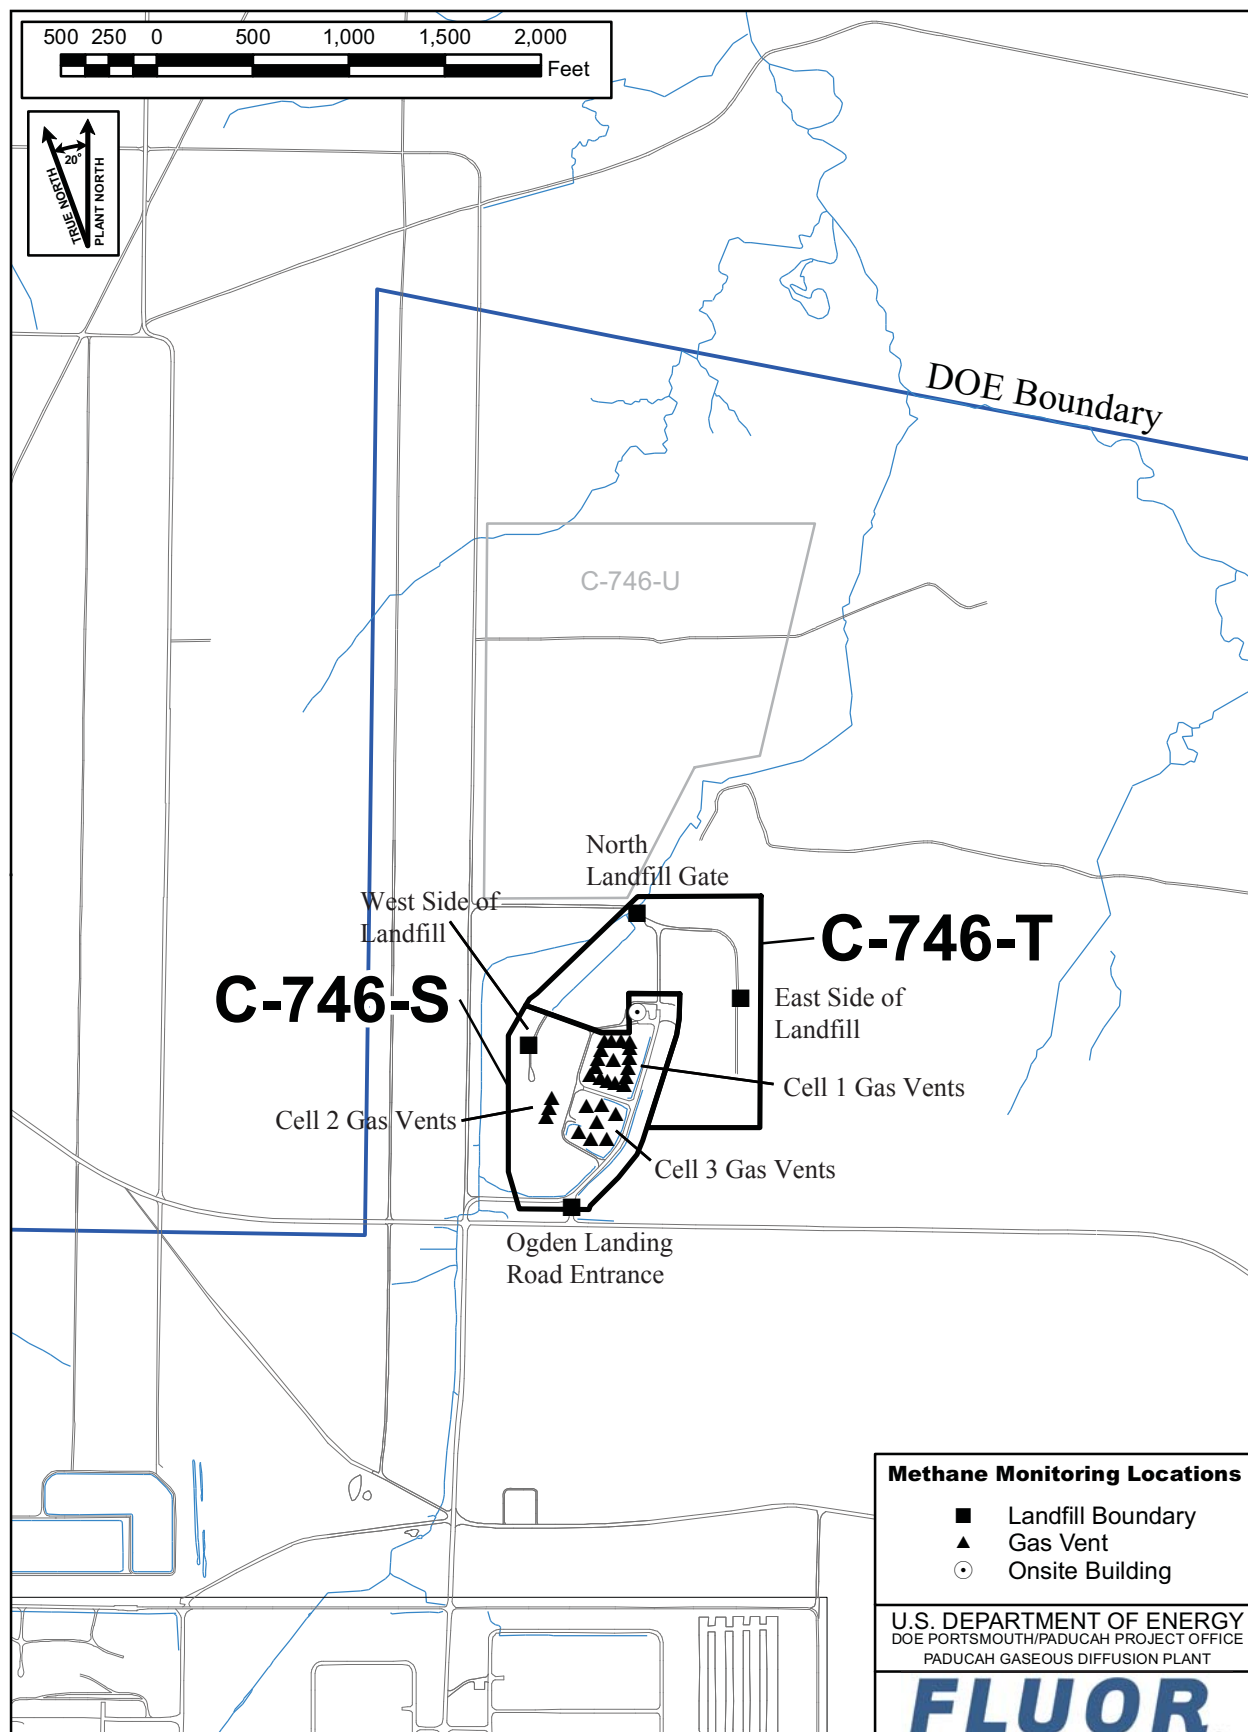 500 250 0 500 1,000 1,500 2,000
Feet
20°
TRUE NORTH
PLANT NORTH
DOE Boundary
C-746-U
North
Landfill Gate
West Side of
Landfill
C-746-T
C-746-S
East Side of
Landfill
Cell 1 Gas Vents
Cell 2 Gas Vents
Cell 3 Gas Vents
Ogden Landing
Road Entrance
Methane Monitoring Locations
Landfill Boundary
Gas Vent
Onsite Building
U.S. DEPARTMENT OF ENERGY
DOE PORTSMOUTH/PADUCAH PROJECT OFFICE
PADUCAH GASEOUS DIFFUSION PLANT
FLUOR